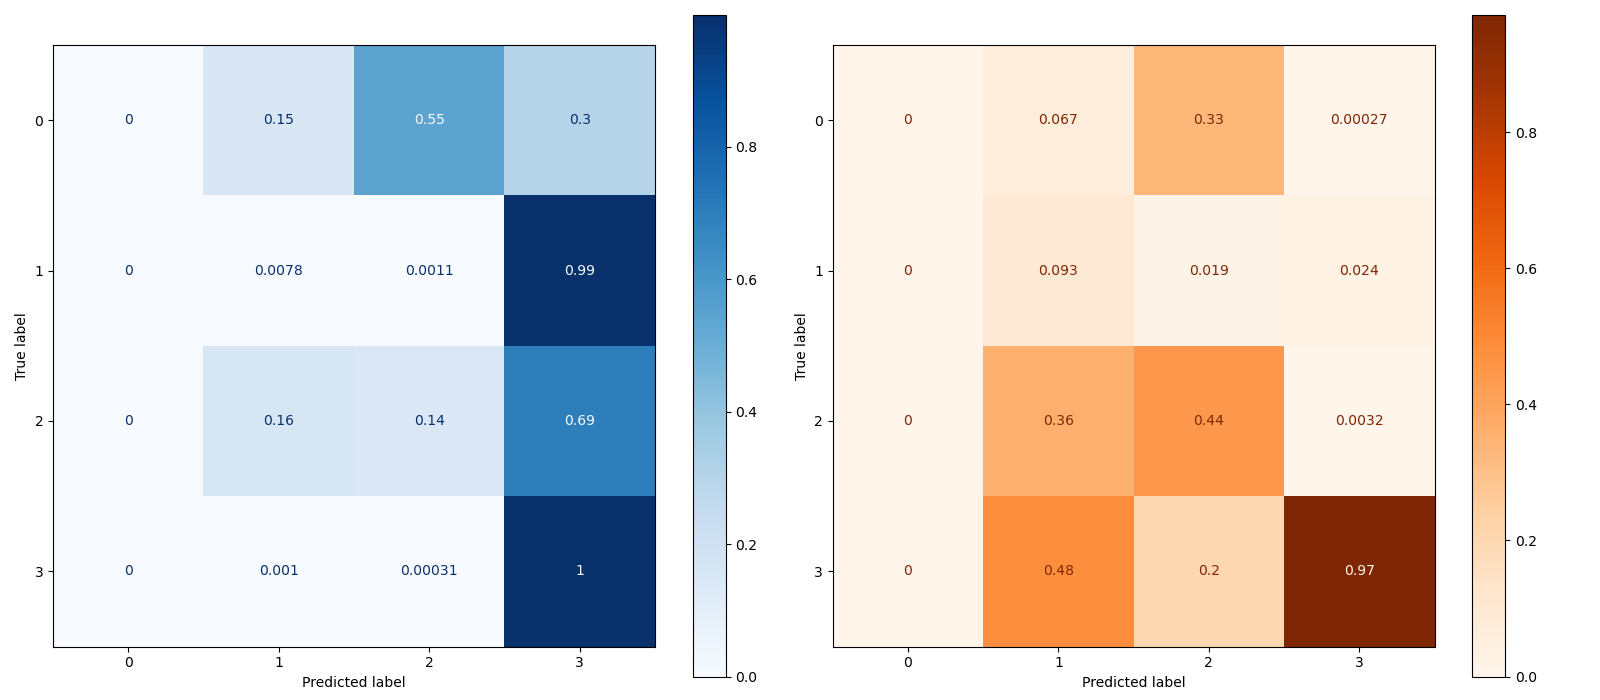 0 0 0.15 0.55 0.3
1 0 0.0078 0.0011 0.99
2 0 0.16 0.14 0.69
3 0 0.001 0.00031 1
0 1 2 3
True label
Predicted label
0.8
0.6
0.4
0.2
0.0
0 0 0.067 0.33 0.00027
1 0 0.093 0.019 0.024
2 0 0.36 0.44 0.0032
3 0 0.48 0.2 0.97
0 1 2 3
True label
Predicted label
0.8
0.6
0.4
0.2
0.0